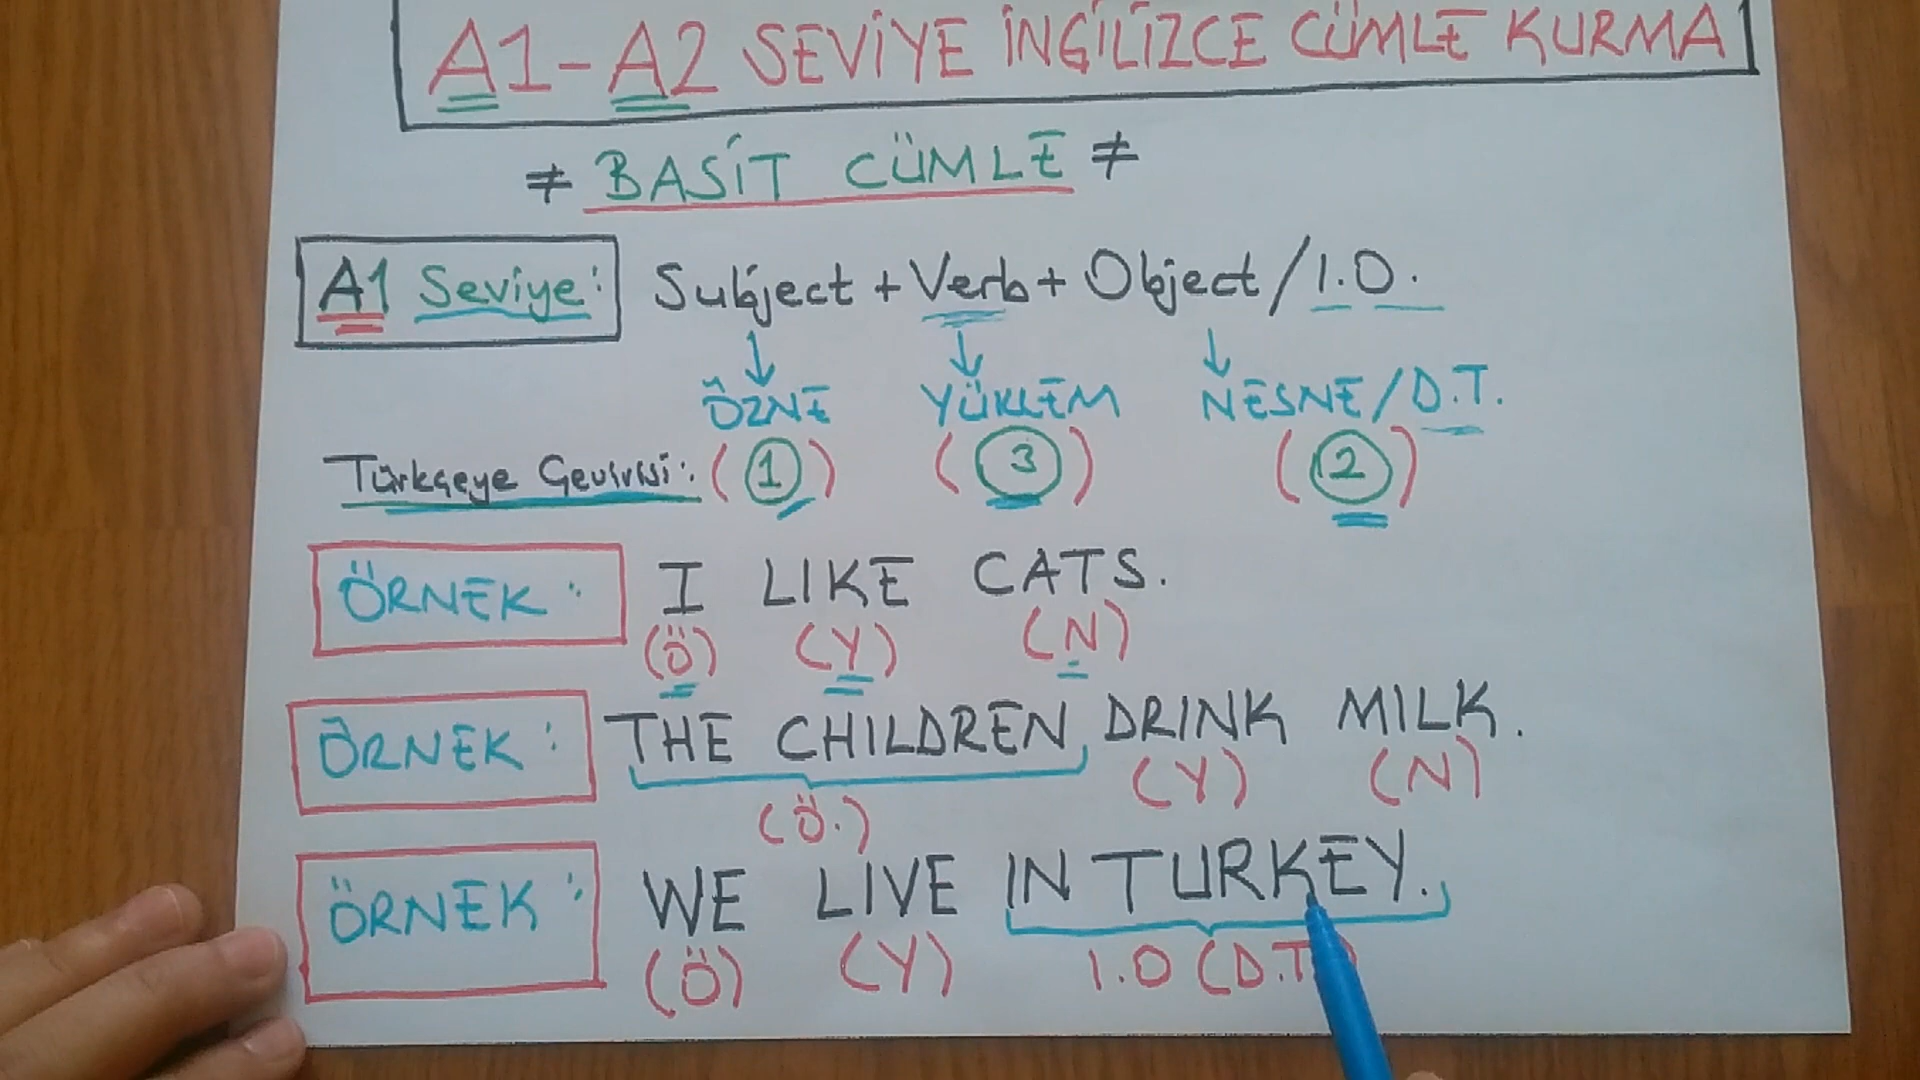 A1-A2 SEVİYE İNGİLİZCE CÜMLE KURMA
≠ BASİT CÜMLE ≠
A1 Seviye: Subject + Verb + Object / I.O.
ÖZNE YÜKLEM NESNE / D.T.
Türkçeye Çevirisi: (1) (3) (2)
ÖRNEK: I LIKE CATS.
(Ö) (Y) (N)
ÖRNEK: THE CHILDREN DRINK MILK.
(Ö.) (Y) (N)
ÖRNEK: WE LIVE IN TURKEY.
(Ö) (Y) I.O (D.T)